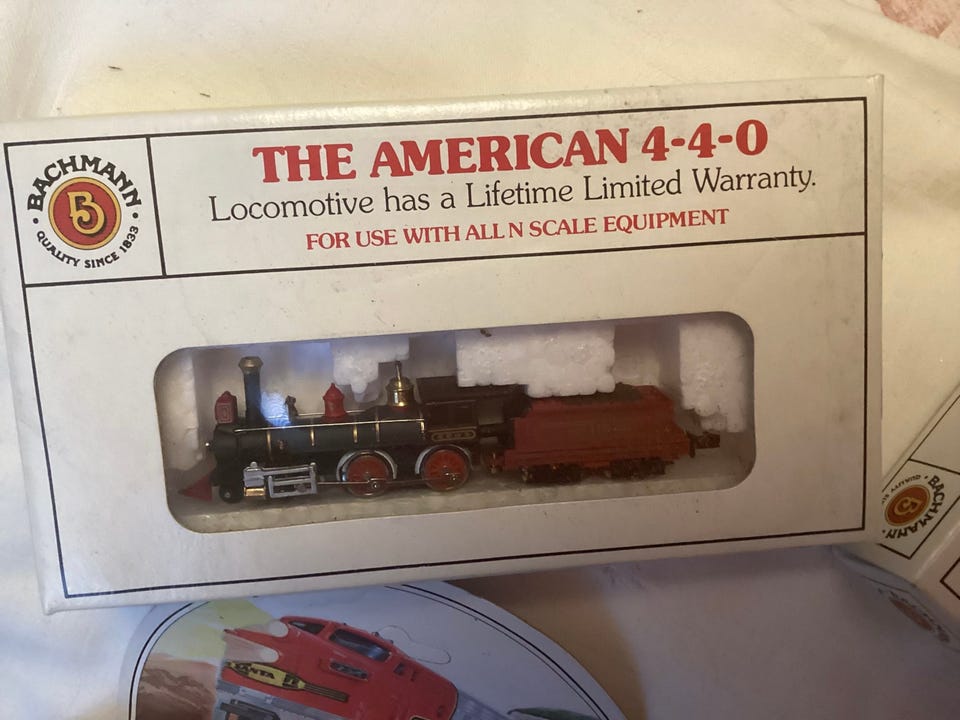 BACHMANN
QUALITY SINCE 1833
B
THE AMERICAN 4-4-0
Locomotive has a Lifetime Limited Warranty.
FOR USE WITH ALL N SCALE EQUIPMENT
BACHMANN
B